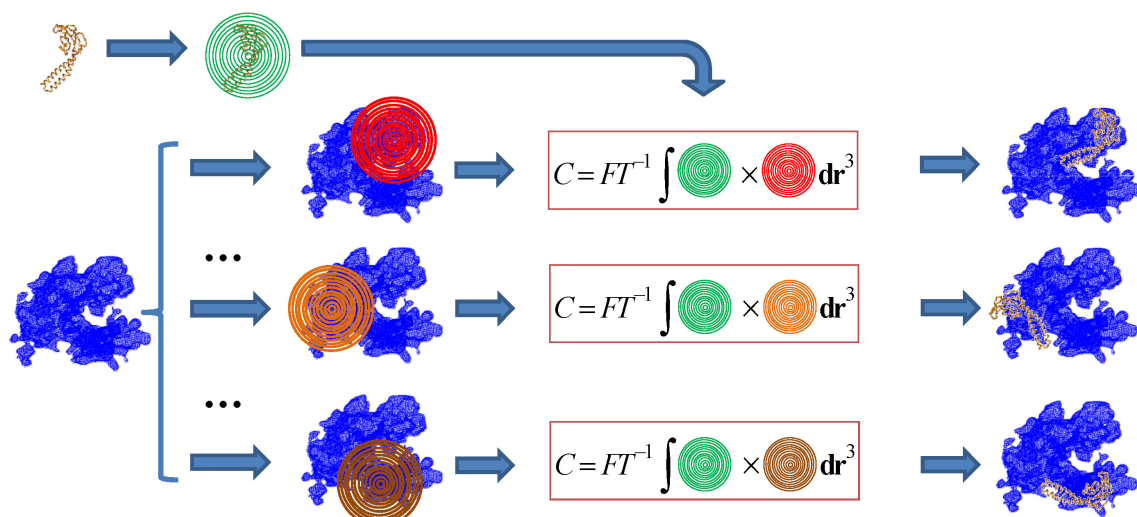 C = FT⁻¹ ∫ × dr³
...
C = FT⁻¹ ∫ × dr³
...
C = FT⁻¹ ∫ × dr³